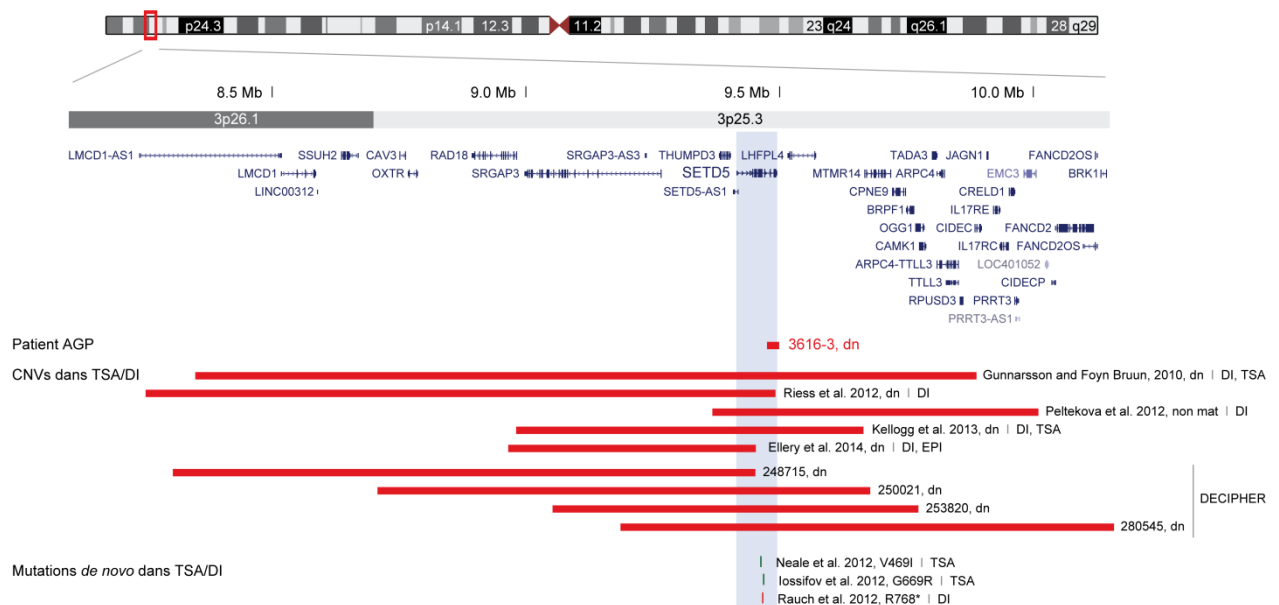 p24.3 p14.1 12.3 11.2 23 q24 q26.1 28 q29
8.5 Mb 9.0 Mb 9.5 Mb 10.0 Mb
3p26.1 3p25.3
LMCD1-AS1 SSUH2 CAV3 RAD18 SRGAP3-AS3 THUMPD3 LHFPL4 TADA3 JAGN1 FANCD2OS
LMCD1 OXTR SRGAP3 SETD5 MTMR14 ARPC4 EMC3 BRK1
LINC00312 SETD5-AS1 CPNE9 CRELD1
BRPF1 IL17RE
OGG1 CIDEC FANCD2
CAMK1 IL17RC FANCD2OS
ARPC4-TTLL3 LOC401052
TTLL3 CIDECP
RPUSD3 PRRT3
PRRT3-AS1
Patient AGP 3616-3, dn
CNVs dans TSA/DI Gunnarsson and Foyn Bruun, 2010, dn | DI, TSA
Riess et al. 2012, dn | DI
Peltekova et al. 2012, non mat | DI
Kellogg et al. 2013, dn | DI, TSA
Ellery et al. 2014, dn | DI, EPI
248715, dn
250021, dn
DECIPHER
253820, dn
280545, dn
Neale et al. 2012, V469I | TSA
Mutations de novo dans TSA/DI
Iossifov et al. 2012, G669R | TSA
Rauch et al. 2012, R768* | DI